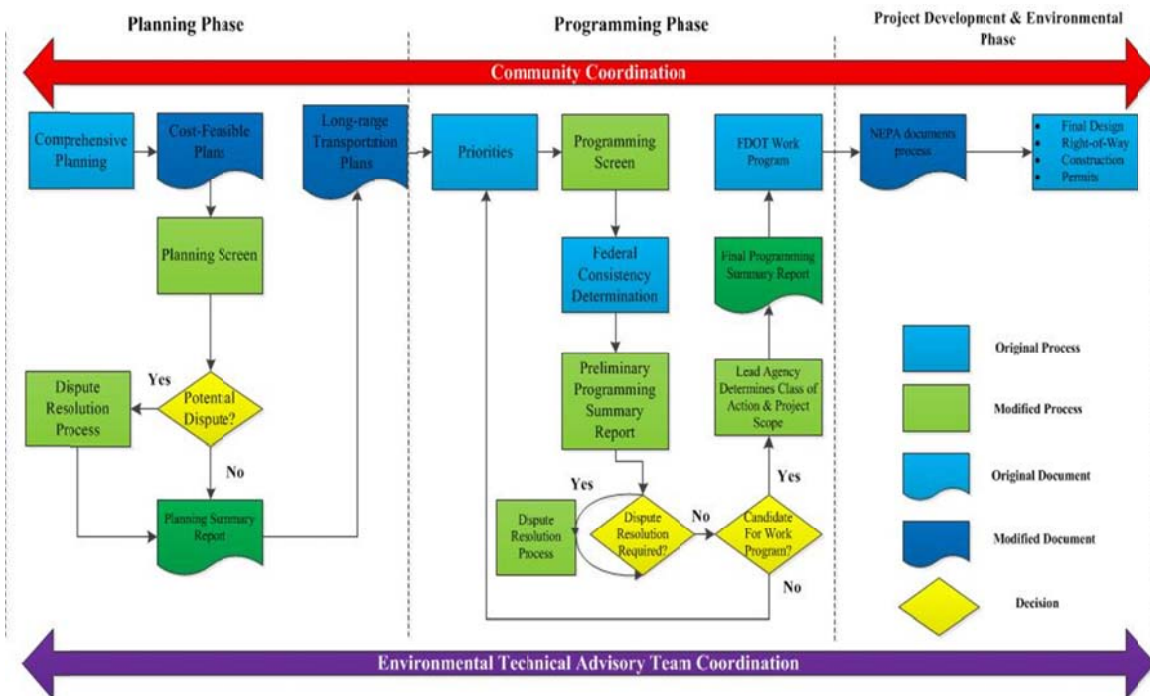 Planning Phase
Programming Phase
Project Development & Environmental
Phase
Community Coordination
Comprehensive
Planning
Cost-Feasible
Plans
Long-range
Transportation
Plans
Priorities
Programming
Screen
FDOT Work
Program
NEPA documents
process
• Final Design
• Right-of-Way
• Construction
• Permits
Planning Screen
Federal
Consistency
Determination
Final Programming
Summary Report
Dispute
Resolution
Process
Yes
Potential
Dispute?
No
Preliminary
Programming
Summary
Report
Lead Agency
Determines Class of
Action & Project
Scope
Yes
Planning Summary
Report
Yes
Dispute
Resolution
Process
Dispute
Resolution
Required?
No
Candidate
For Work
Program?
No
Original Process
Modified Process
Original Document
Modified Document
Decision
Environmental Technical Advisory Team Coordination